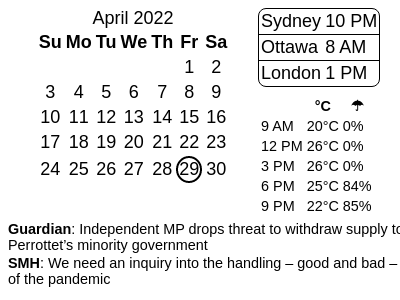 April 2022
Su Mo Tu We Th Fr Sa
1 2
3 4 5 6 7 8 9
10 11 12 13 14 15 16
17 18 19 20 21 22 23
24 25 26 27 28 29 30
Sydney 10 PM
Ottawa 8 AM
London 1 PM
°C ☂
9 AM 20°C 0%
12 PM 26°C 0%
3 PM 26°C 0%
6 PM 25°C 84%
9 PM 22°C 85%
Guardian: Independent MP drops threat to withdraw supply to
Perrottet’s minority government
SMH: We need an inquiry into the handling – good and bad –
of the pandemic